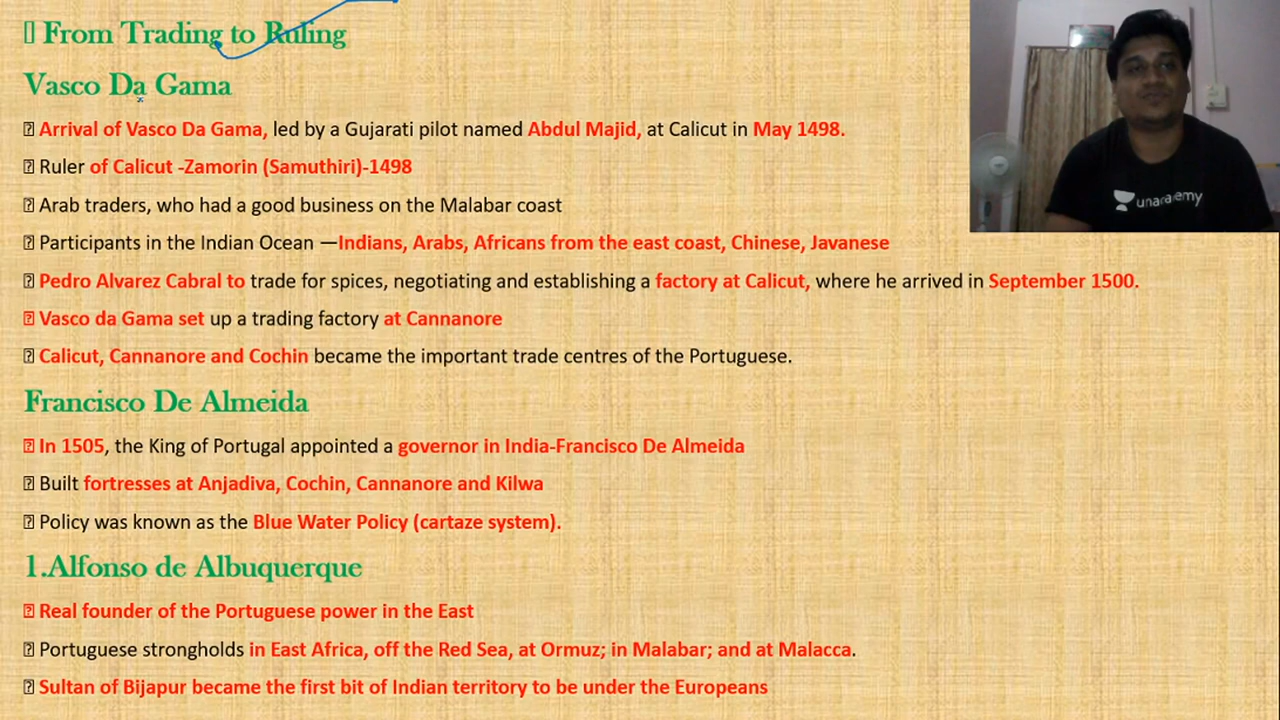 From Trading to Ruling
Vasco Da Gama
Arrival of Vasco Da Gama, led by a Gujarati pilot named Abdul Majid, at Calicut in May 1498.
Ruler of Calicut -Zamorin (Samuthiri)-1498
Arab traders, who had a good business on the Malabar coast
Participants in the Indian Ocean —Indians, Arabs, Africans from the east coast, Chinese, Javanese
Pedro Alvarez Cabral to trade for spices, negotiating and establishing a factory at Calicut, where he arrived in September 1500.
Vasco da Gama set up a trading factory at Cannanore
Calicut, Cannanore and Cochin became the important trade centres of the Portuguese.
Francisco De Almeida
In 1505, the King of Portugal appointed a governor in India-Francisco De Almeida
Built fortresses at Anjadiva, Cochin, Cannanore and Kilwa
Policy was known as the Blue Water Policy (cartaze system).
1.Alfonso de Albuquerque
Real founder of the Portuguese power in the East
Portuguese strongholds in East Africa, off the Red Sea, at Ormuz; in Malabar; and at Malacca.
Sultan of Bijapur became the first bit of Indian territory to be under the Europeans
unacademy